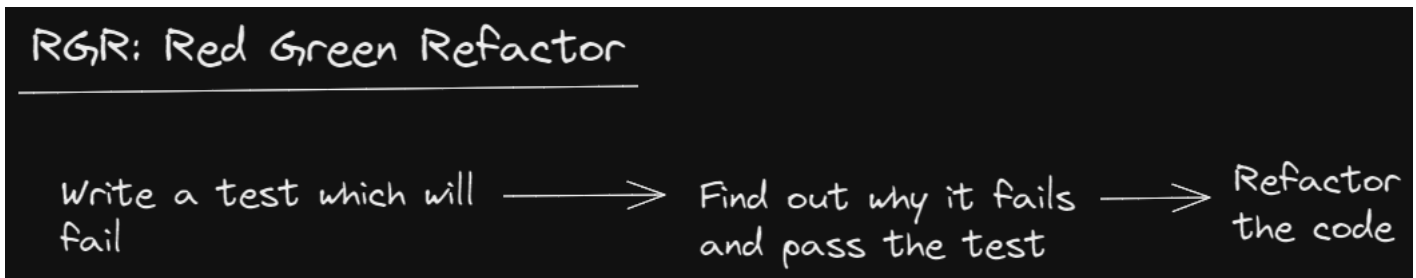 RGR: Red Green Refactor
Write a test which will
fail
Find out why it fails
and pass the test
Refactor
the code